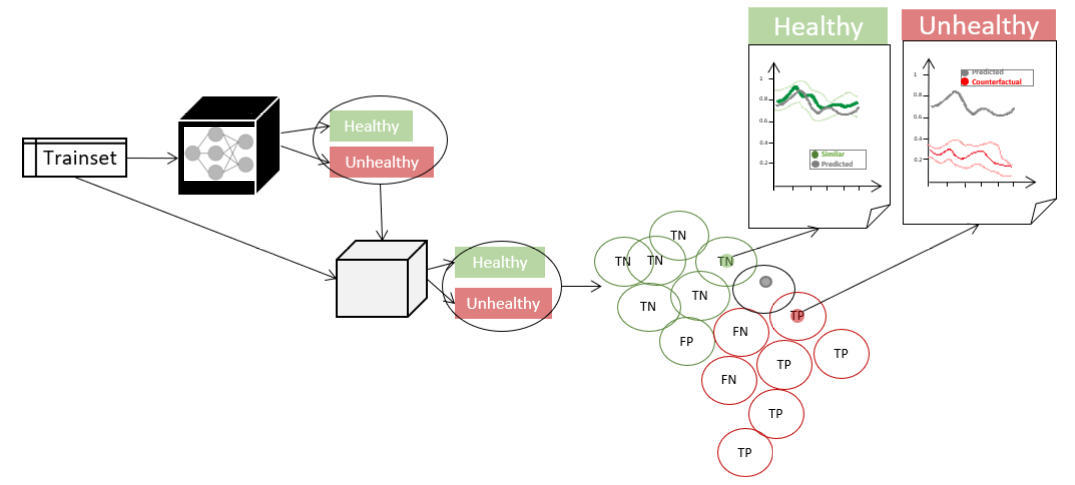 Healthy
Unhealthy
1
0.8
0.6
0.4
0.2
Similar
Predicted
1
0.8
0.6
0.4
0.2
Predicted
Counterfactual
Trainset
Healthy
Unhealthy
Healthy
Unhealthy
TN
TN
TN
TN
TN
TN
FP
FN
TP
TP
TP
FN
TP
TP